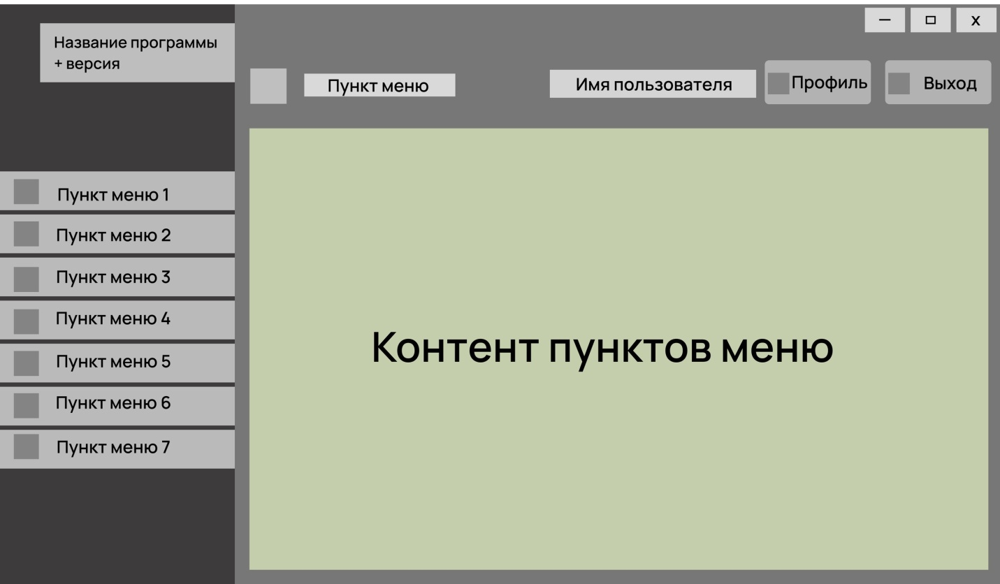 Название программы
+ версия
— □ x
Пункт меню
Имя пользователя
Профиль
Выход
Пункт меню 1
Пункт меню 2
Пункт меню 3
Пункт меню 4
Пункт меню 5
Пункт меню 6
Пункт меню 7
Контент пунктов меню